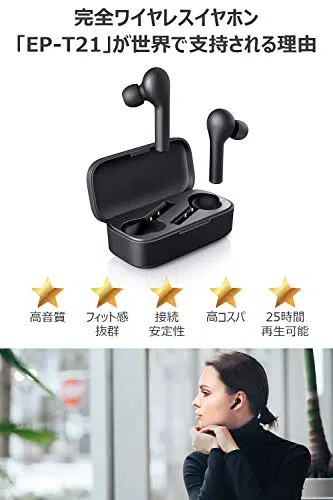 完全ワイヤレスイヤホン
「EP-T21」が世界で支持される理由
高音質
フィット感
抜群
接続
安定性
高コスパ
25時間
再生可能